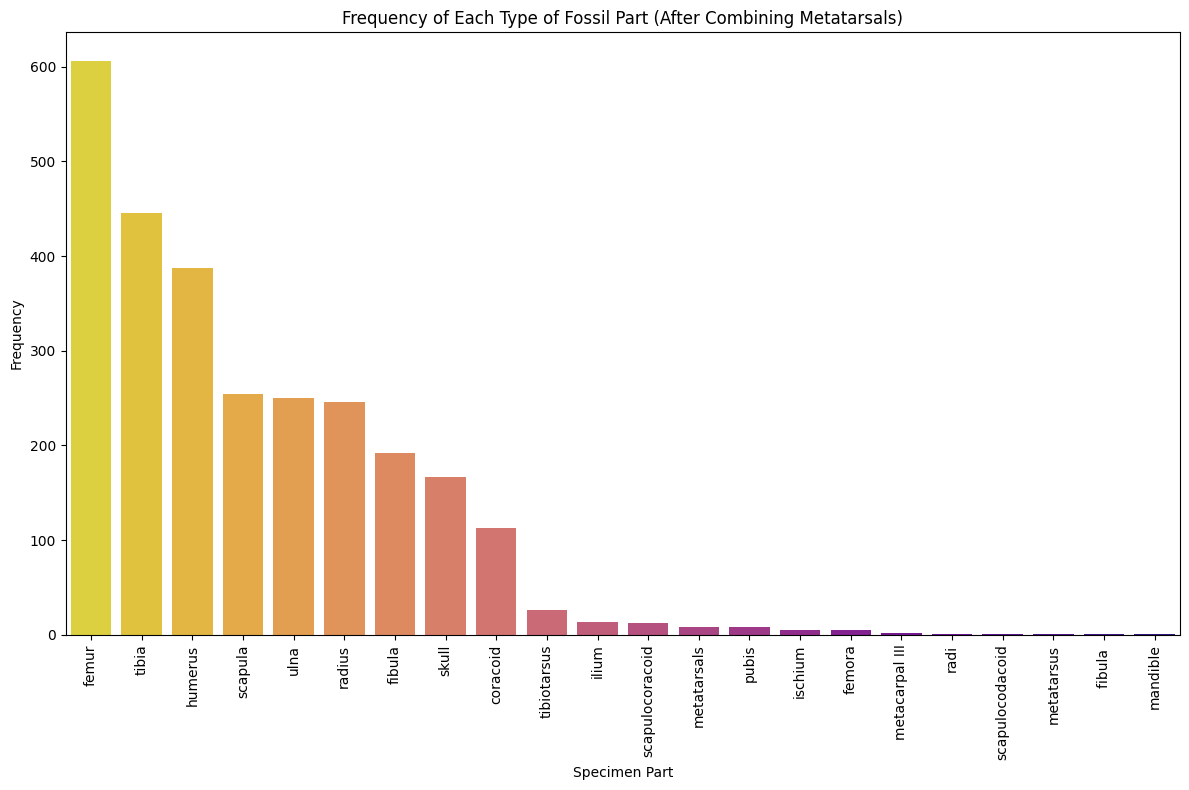 Frequency of Each Type of Fossil Part (After Combining Metatarsals)
Frequency
600
500
400
300
200
100
0
femur
tibia
humerus
scapula
ulna
radius
fibula
skull
coracoid
tibiotarsus
ilium
scapulocoracoid
metatarsals
pubis
ischium
femora
metacarpal III
radi
scapulocodacoid
metatarsus
fibula
mandible
Specimen Part